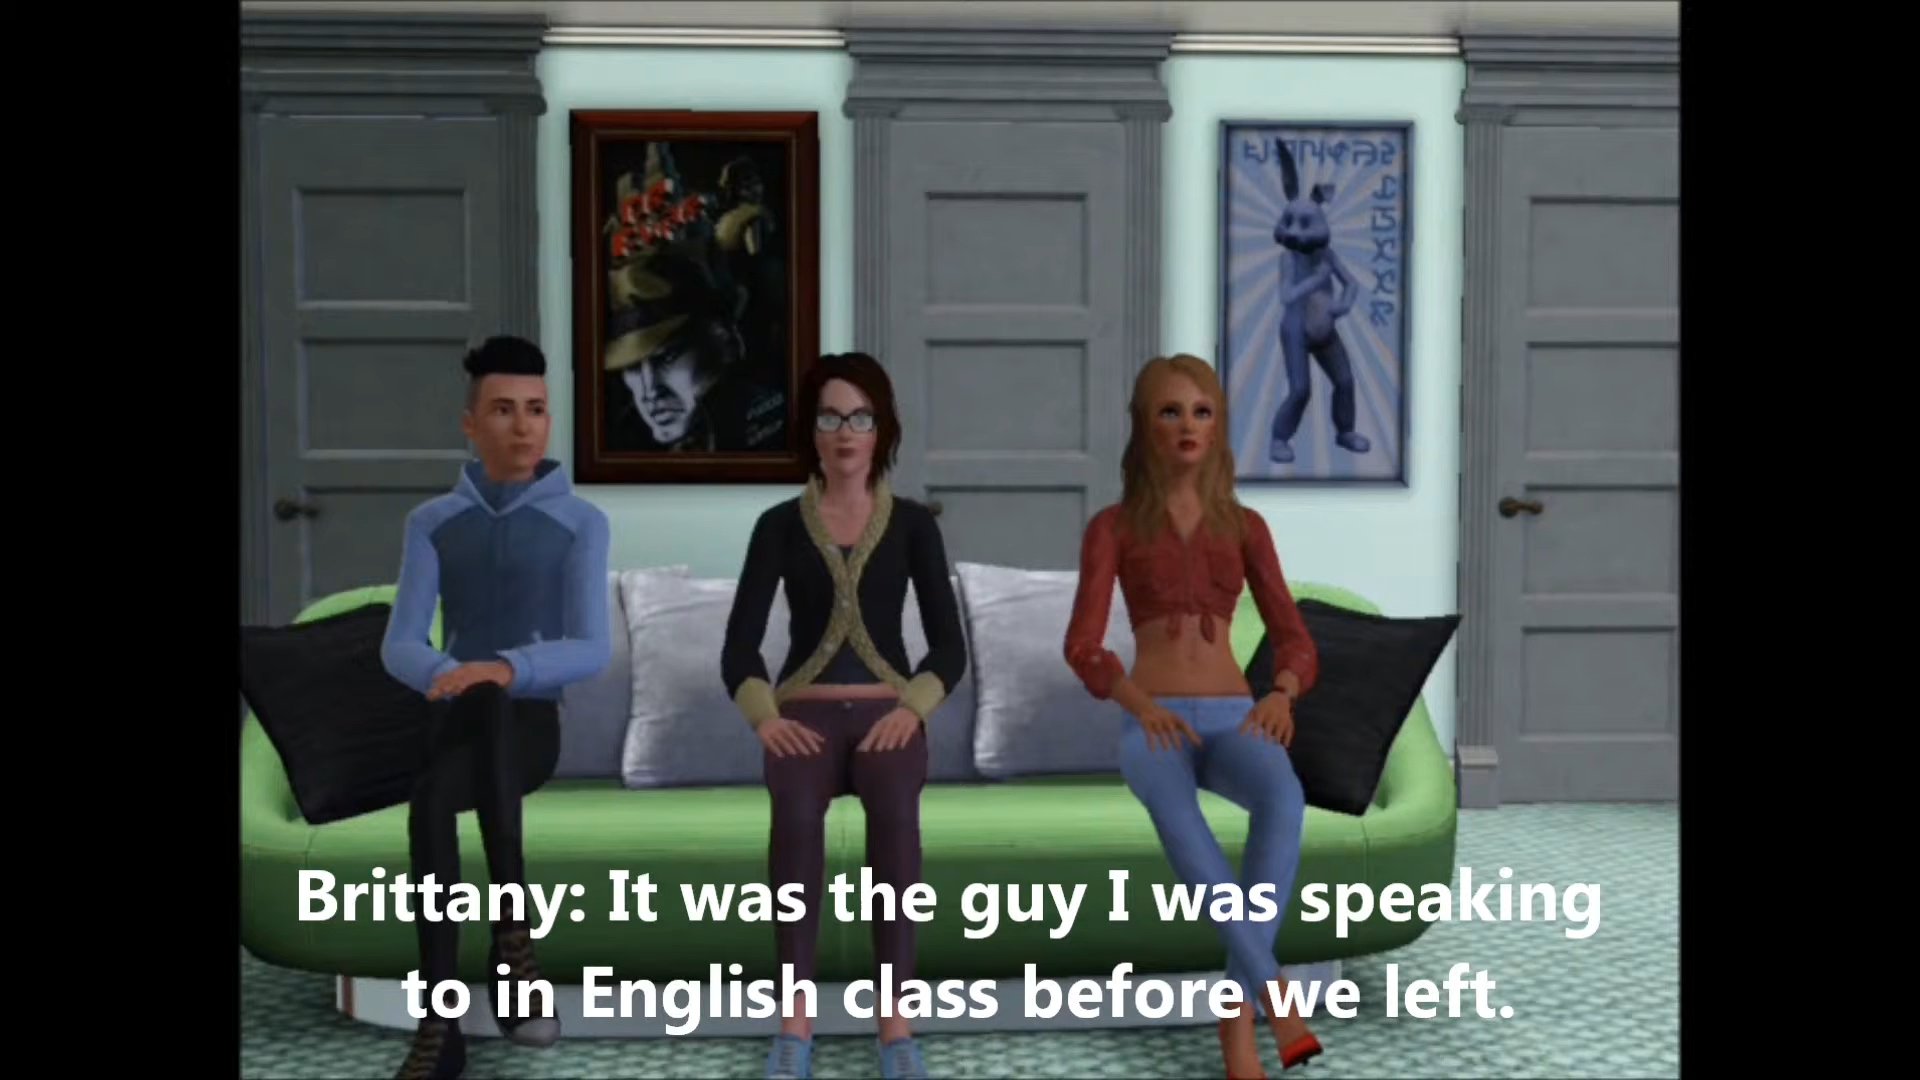 Brittany: It was the guy I was speaking
to in English class before we left.